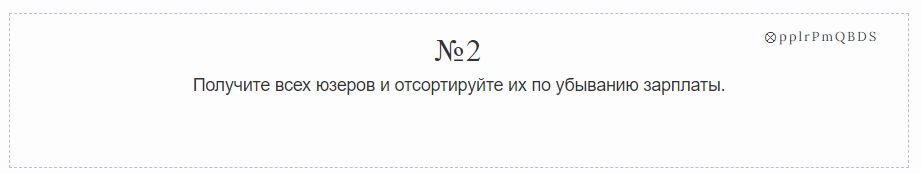 ⊗pplrPmQBDS
№2
Получите всех юзеров и отсортируйте их по убыванию зарплаты.